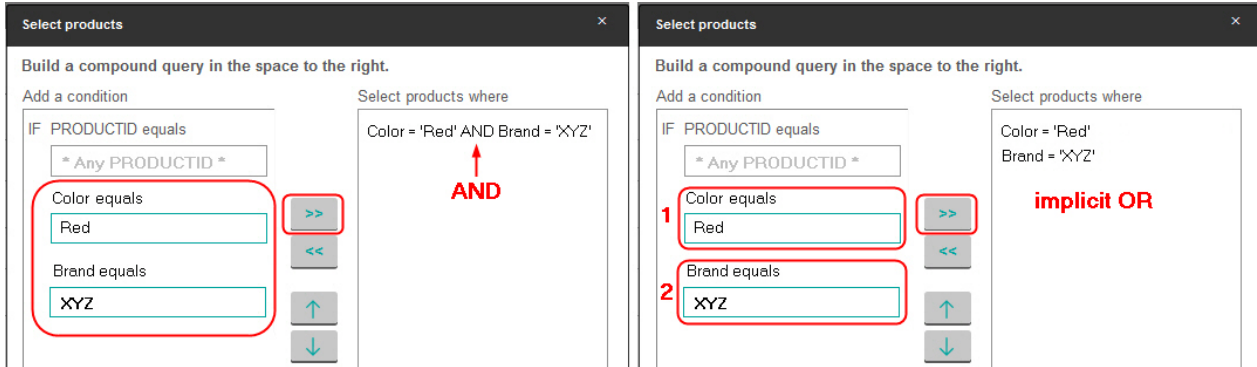 Select products ×
Build a compound query in the space to the right.
Add a condition
Select products where
IF PRODUCTID equals
* Any PRODUCTID *
Color equals
Red
Brand equals
XYZ
>>
<<
↑
↓
Color = 'Red' AND Brand = 'XYZ'
AND
Select products ×
Build a compound query in the space to the right.
Add a condition
Select products where
IF PRODUCTID equals
* Any PRODUCTID *
1
Color equals
Red
2
Brand equals
XYZ
>>
<<
↑
↓
Color = 'Red'
Brand = 'XYZ'
implicit OR